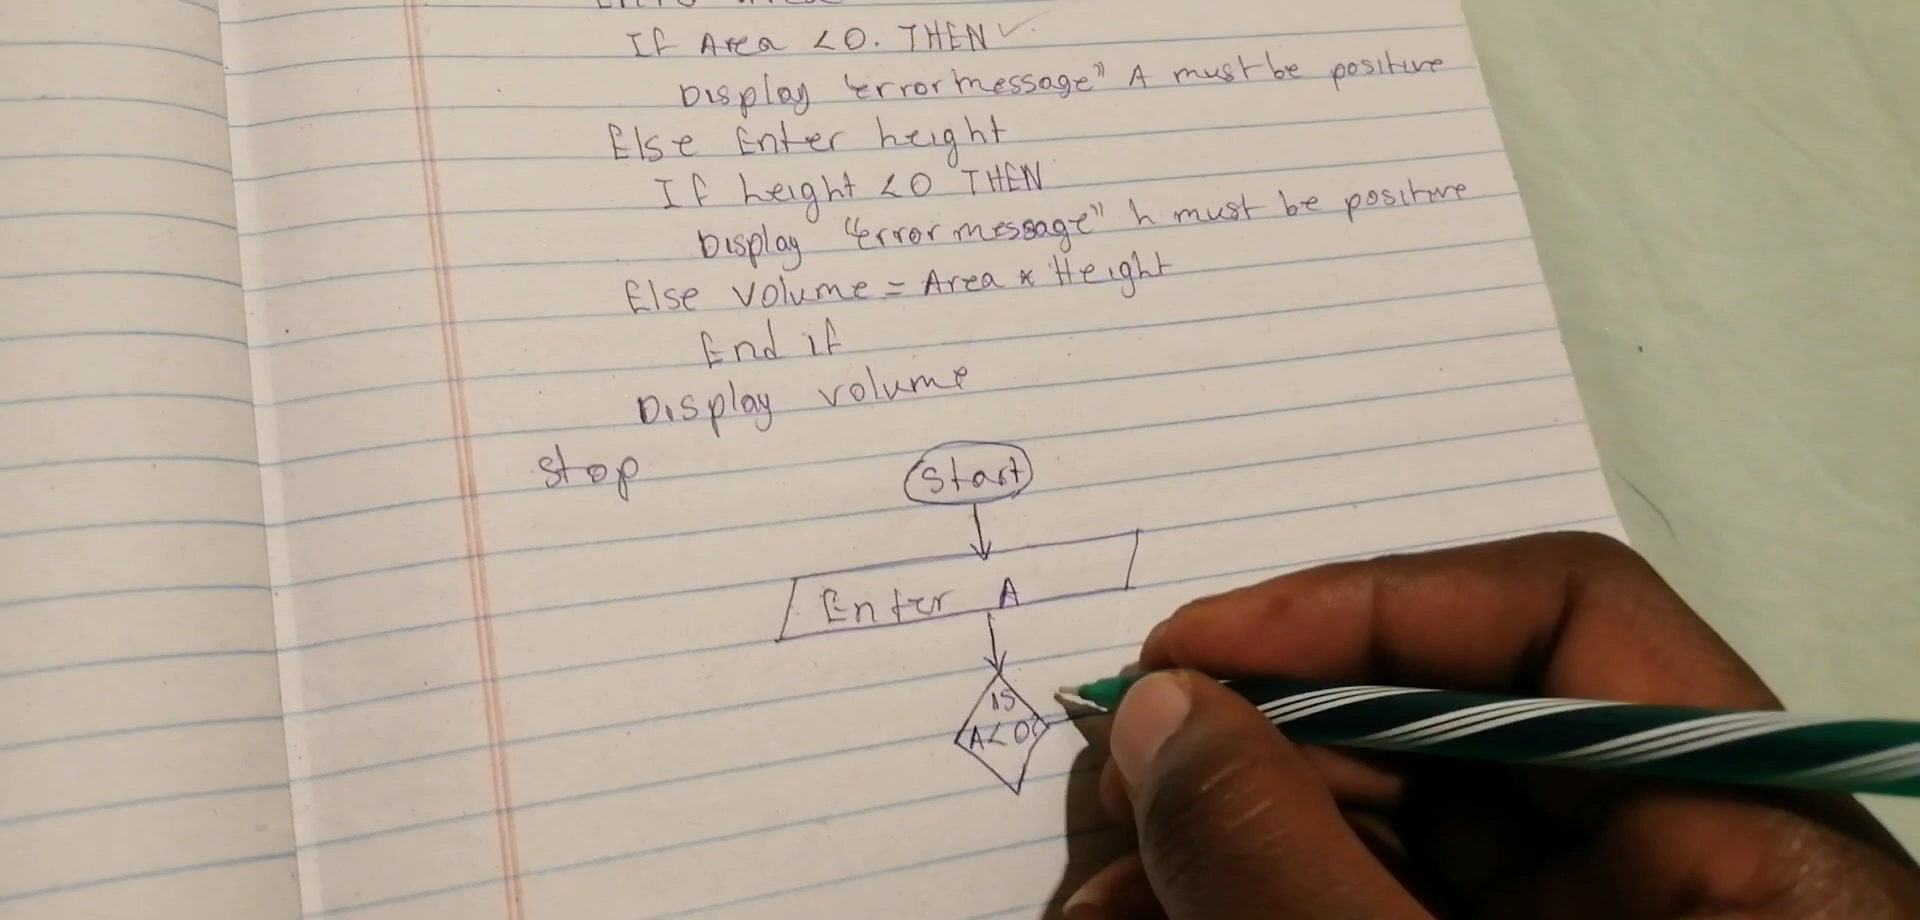 If Area <0. THEN
Display "error message" A must be positive
Else Enter height
If height <0 THEN
Display "error message" h must be positive
Else volume = Area * Height
End if
Display volume
Stop
Start
Enter A
is
A<0?